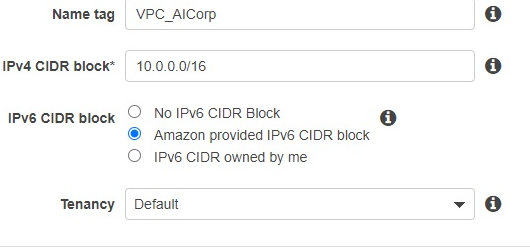 Name tag VPC_AICorp
IPv4 CIDR block* 10.0.0.0/16
IPv6 CIDR block No IPv6 CIDR Block
Amazon provided IPv6 CIDR block
IPv6 CIDR owned by me
Tenancy Default